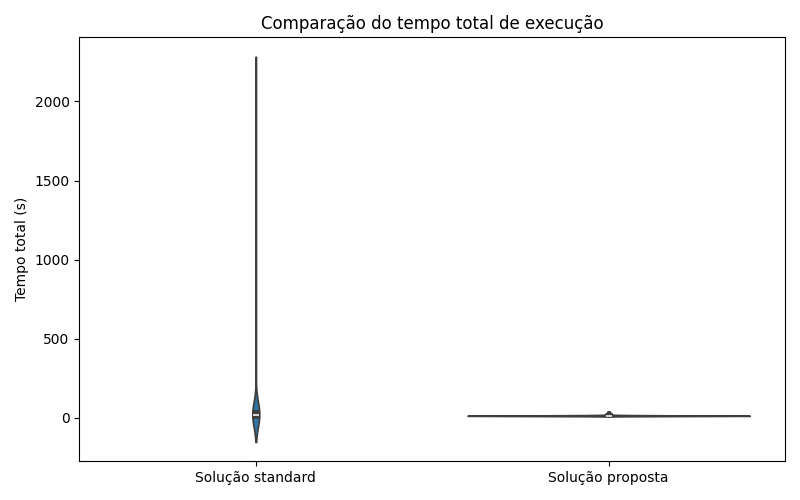 Comparação do tempo total de execução
Tempo total (s)
2000
1500
1000
500
0
Solução standard
Solução proposta